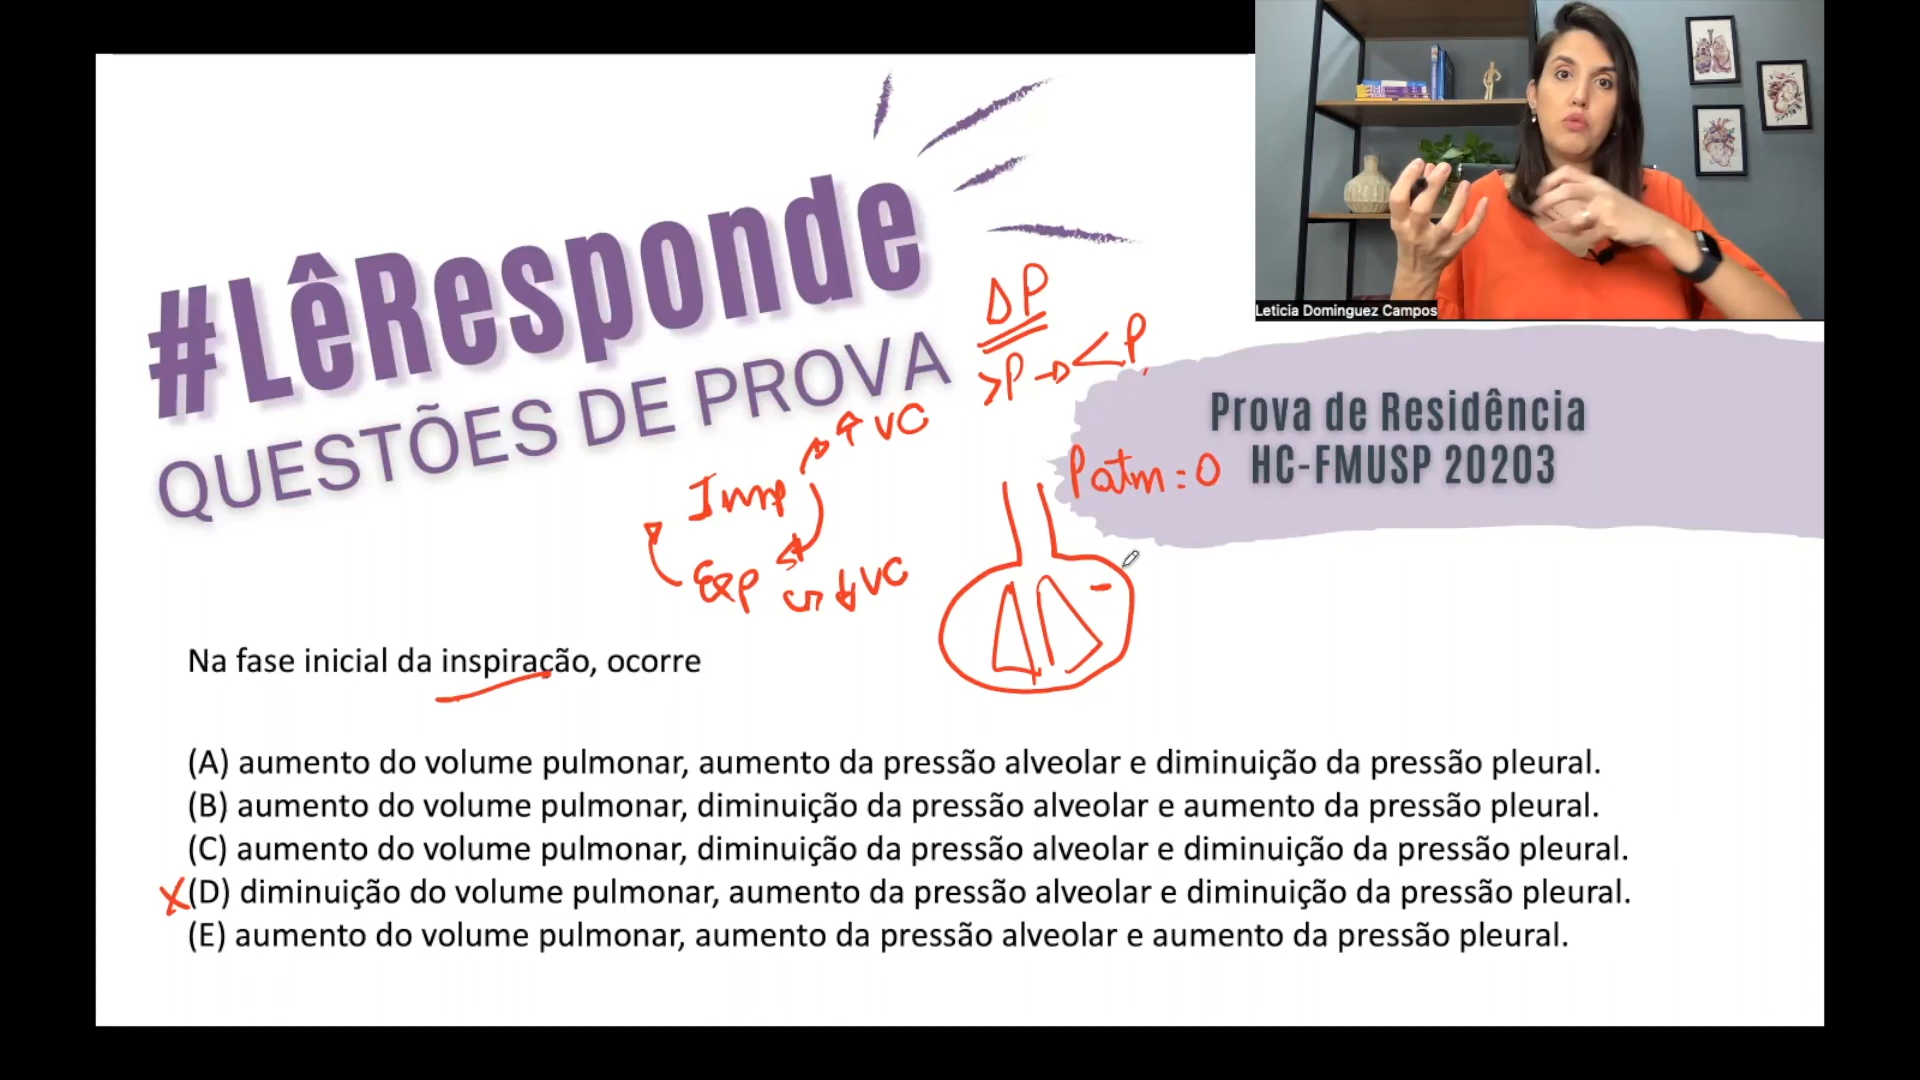 #LêResponde
QUESTÕES DE PROVA
Leticia Dominguez Campos
ΔP
>P → <P
Prova de Residência
HC-FMUSP 20203
Patm = 0
↑ VC
Insp
Exp
↓ VC
Na fase inicial da inspiração, ocorre
X
(A) aumento do volume pulmonar, aumento da pressão alveolar e diminuição da pressão pleural.
(B) aumento do volume pulmonar, diminuição da pressão alveolar e aumento da pressão pleural.
(C) aumento do volume pulmonar, diminuição da pressão alveolar e diminuição da pressão pleural.
(D) diminuição do volume pulmonar, aumento da pressão alveolar e diminuição da pressão pleural.
(E) aumento do volume pulmonar, aumento da pressão alveolar e aumento da pressão pleural.